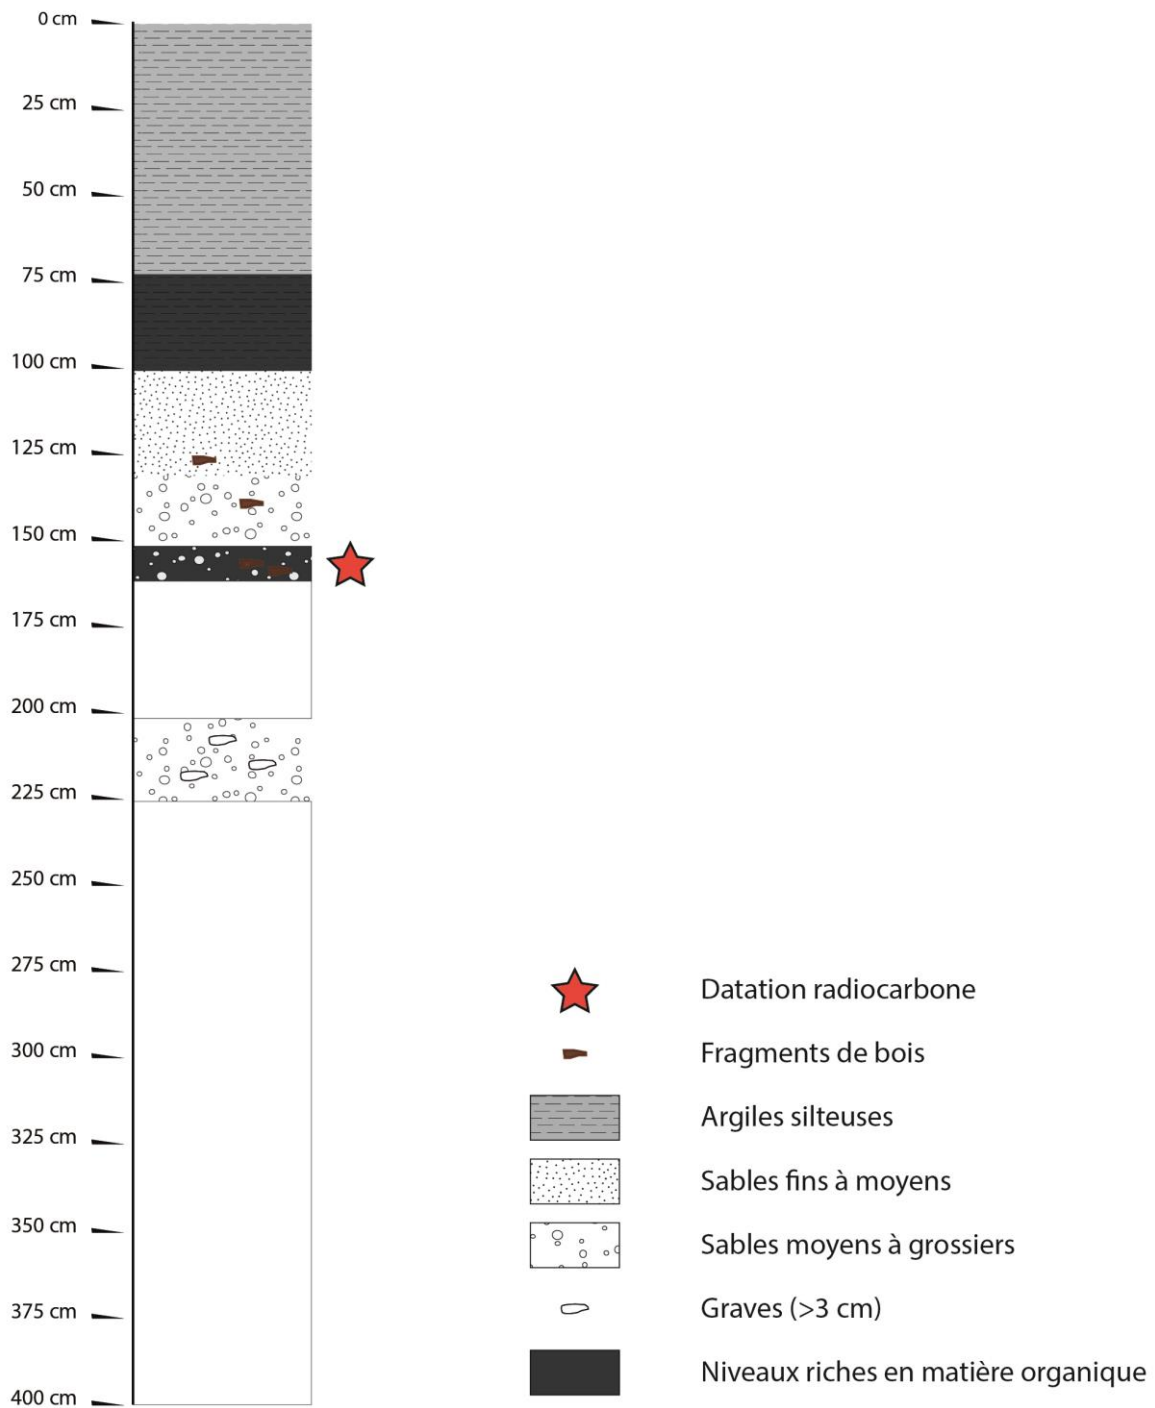 0 cm
25 cm
50 cm
75 cm
100 cm
125 cm
150 cm
175 cm
200 cm
225 cm
250 cm
275 cm
300 cm
325 cm
350 cm
375 cm
400 cm
Datation radiocarbone
Fragments de bois
Argiles silteuses
Sables fins à moyens
Sables moyens à grossiers
Graves (>3 cm)
Niveaux riches en matière organique